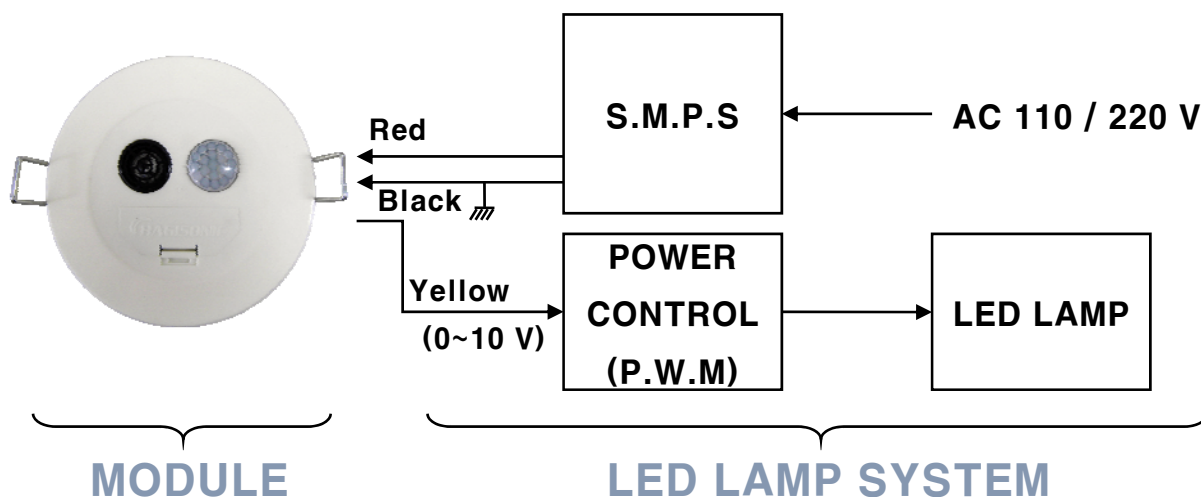 S.M.P.S
AC 110 / 220 V
Red
Black
POWER
CONTROL
(P.W.M)
Yellow
(0~10 V)
LED LAMP
MODULE
LED LAMP SYSTEM